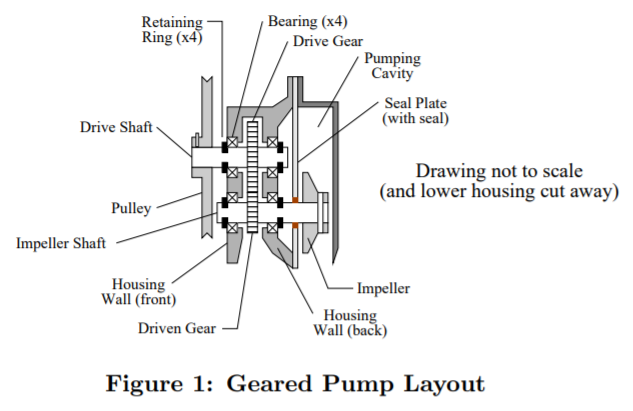 Retaining
Ring (x4)
Bearing (x4)
Drive Gear
Pumping
Cavity
Seal Plate
(with seal)
Drive Shaft
Drawing not to scale
(and lower housing cut away)
Pulley
Impeller Shaft
Housing
Wall (front)
Impeller
Housing
Wall (back)
Driven Gear
Figure 1: Geared Pump Layout